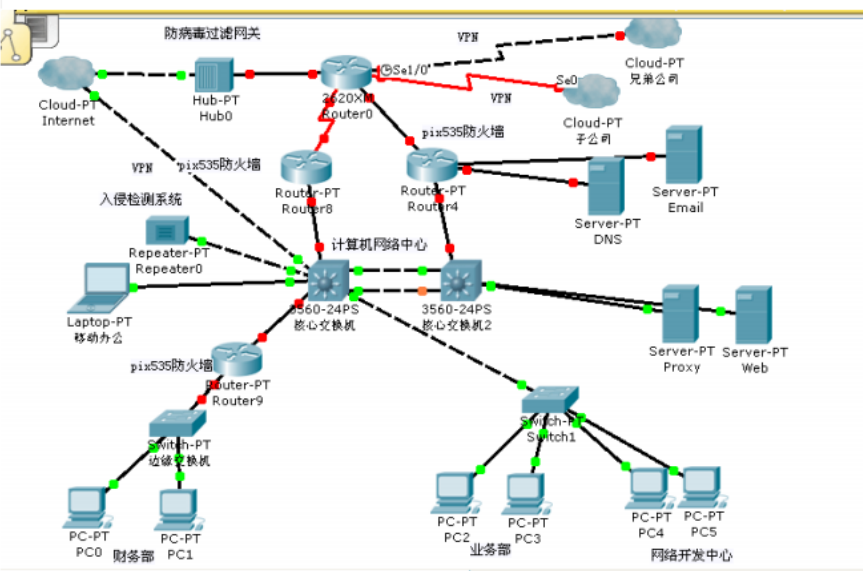 防病毒过滤网关
VPN
Cloud-PT
兄弟公司
Se1/0
Se0
VPN
Cloud-PT
子公司
Cloud-PT
Internet
Hub-PT
Hub0
2620XM
Router0
pix535防火墙
VPN
pix535防火墙
Router-PT
Router8
Router-PT
Router4
Server-PT
Email
Server-PT
DNS
入侵检测系统
计算机网络中心
Repeater-PT
Repeater0
Laptop-PT
移动办公
3560-24PS
核心交换机
3560-24PS
核心交换机2
Server-PT
Proxy
Server-PT
Web
pix535防火墙
Router-PT
Router9
Switch-PT
边缘交换机
Switch-PT
Switch1
PC-PT
PC0
财务部
PC-PT
PC1
PC-PT
PC2
业务部
PC-PT
PC3
PC-PT
PC4
PC-PT
PC5
网络开发中心